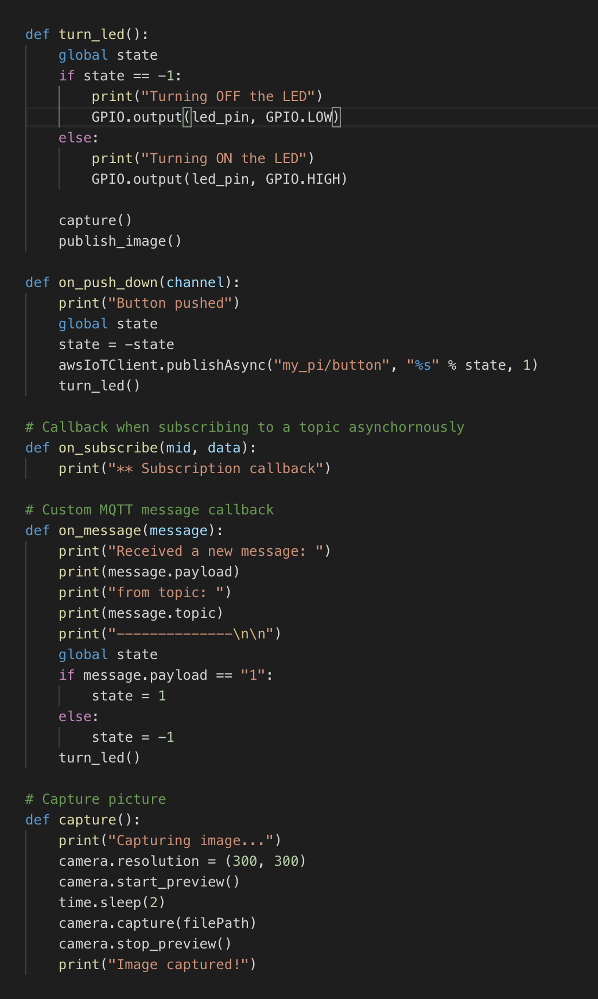 def turn_led():
    global state
    if state == -1:
        print("Turning OFF the LED")
        GPIO.output(led_pin, GPIO.LOW)
    else:
        print("Turning ON the LED")
        GPIO.output(led_pin, GPIO.HIGH)

    capture()
    publish_image()

def on_push_down(channel):
    print("Button pushed")
    global state
    state = -state
    awsIoTClient.publishAsync("my_pi/button", "%s" % state, 1)
    turn_led()

# Callback when subscribing to a topic asynchornously
def on_subscribe(mid, data):
    print("** Subscription callback")

# Custom MQTT message callback
def on_message(message):
    print("Received a new message: ")
    print(message.payload)
    print("from topic: ")
    print(message.topic)
    print("--------------\n\n")
    global state
    if message.payload == "1":
        state = 1
    else:
        state = -1
    turn_led()

# Capture picture
def capture():
    print("Capturing image...")
    camera.resolution = (300, 300)
    camera.start_preview()
    time.sleep(2)
    camera.capture(filePath)
    camera.stop_preview()
    print("Image captured!")